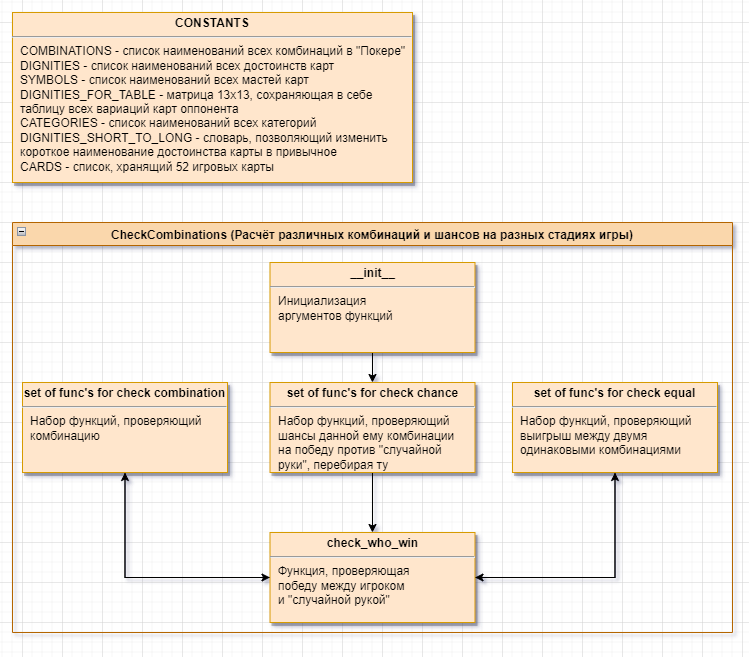 CONSTANTS
COMBINATIONS - список наименований всех комбинаций в "Покере"
DIGNITIES - список наименований всех достоинств карт
SYMBOLS - список наименований всех мастей карт
DIGNITIES_FOR_TABLE - матрица 13x13, сохраняющая в себе
таблицу всех вариаций карт оппонента
CATEGORIES - список наименований всех категорий
DIGNITIES_SHORT_TO_LONG - словарь, позволяющий изменить
короткое наименование достоинства карты в привычное
CARDS - список, хранящий 52 игровых карты
CheckCombinations (Расчёт различных комбинаций и шансов на разных стадиях игры)
__init__
Инициализация
аргументов функций
set of func's for check combination
Набор функций, проверяющий
комбинацию
set of func's for check chance
Набор функций, проверяющий
шансы данной ему комбинации
на победу против "случайной
руки", перебирая ту
set of func's for check equal
Набор функций, проверяющий
выигрыш между двумя
одинаковыми комбинациями
check_who_win
Функция, проверяющая
победу между игроком
и "случайной рукой"